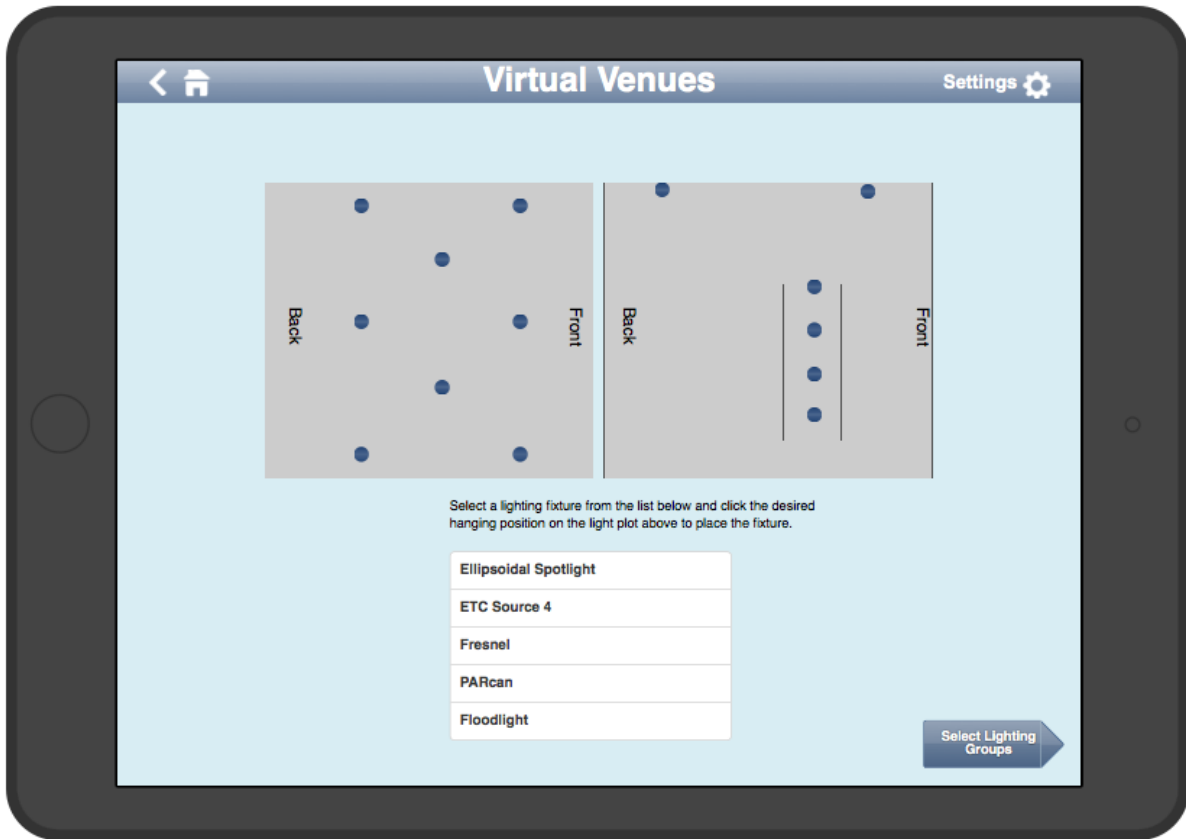 Virtual Venues
Settings
Back
Front
Back
Front
Select a lighting fixture from the list below and click the desired
hanging position on the light plot above to place the fixture.
Ellipsoidal Spotlight
ETC Source 4
Fresnel
PARcan
Floodlight
Select Lighting
Groups